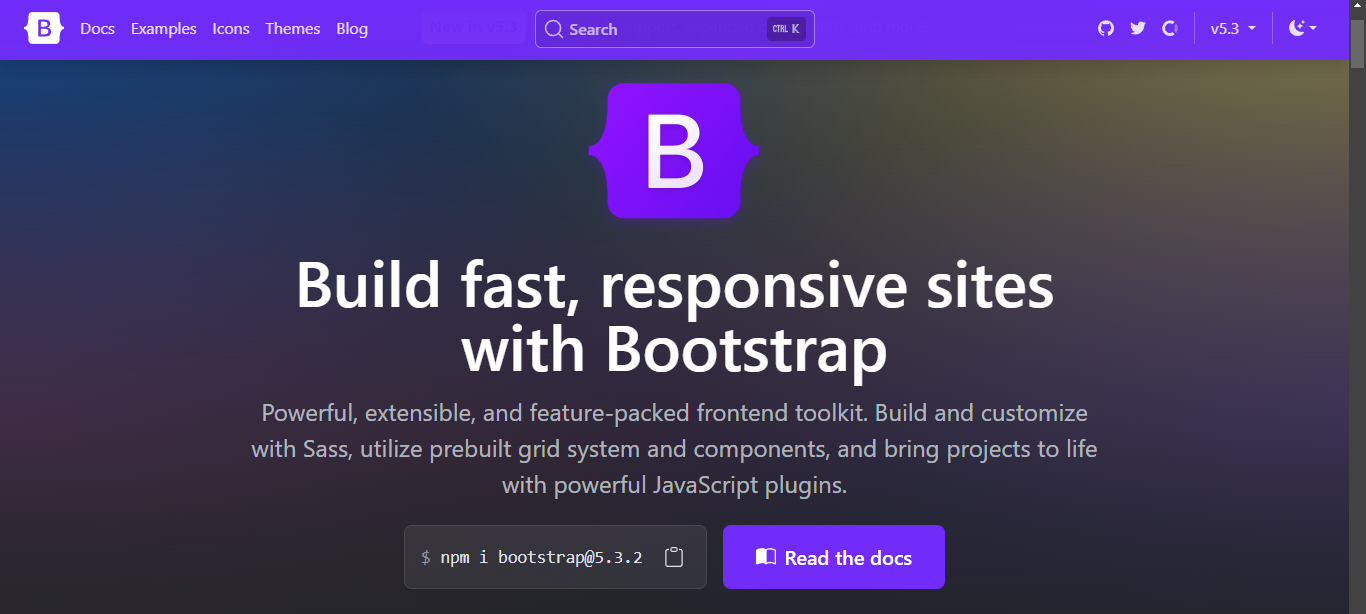 B Docs Examples Icons Themes Blog New in v5.3 Search CTRL K v5.3
B
Build fast, responsive sites
with Bootstrap
Powerful, extensible, and feature-packed frontend toolkit. Build and customize
with Sass, utilize prebuilt grid system and components, and bring projects to life
with powerful JavaScript plugins.
$ npm i bootstrap@5.3.2 Read the docs